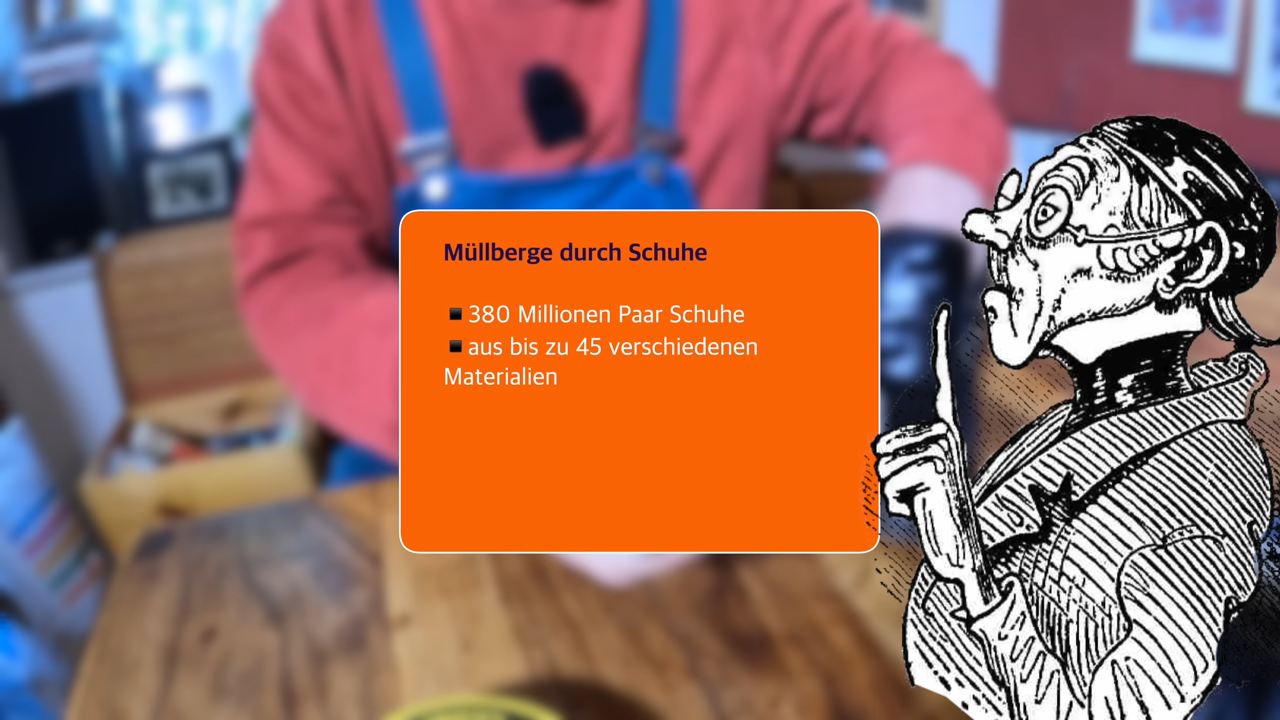 Müllberge durch Schuhe
▪ 380 Millionen Paar Schuhe
▪ aus bis zu 45 verschiedenen
Materialien